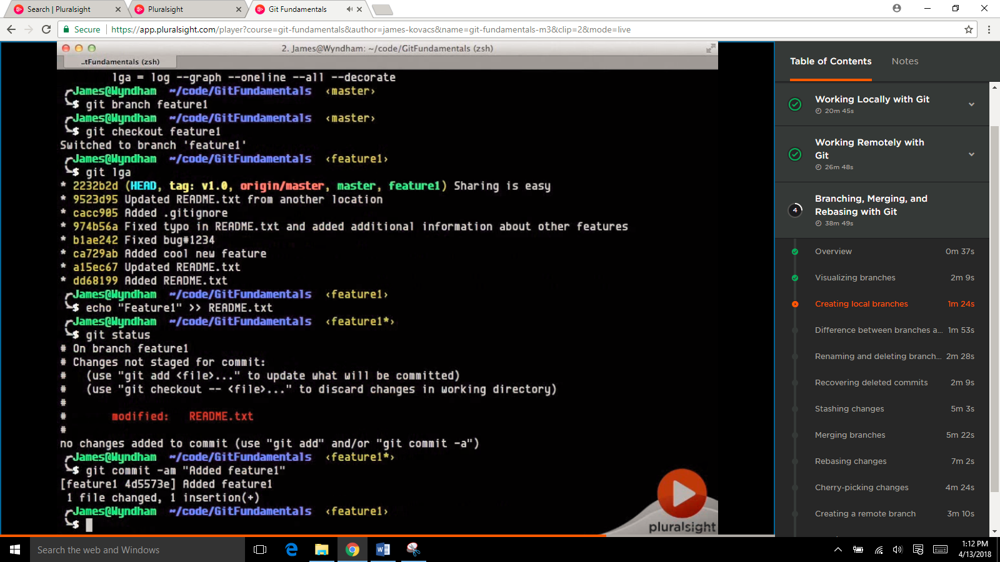 Search | Pluralsight
Pluralsight
Git Fundamentals
Secure
https://app.pluralsight.com/player?course=git-fundamentals&author=james-kovacs&name=git-fundamentals-m3&clip=2&mode=live
2. James@Wyndham: ~/code/GitFundamentals (zsh)
..tFundamentals (zsh)
lga = log --graph --oneline --all --decorate
James@Wyndham ~/code/GitFundamentals ‹master›
$ git branch feature1
James@Wyndham ~/code/GitFundamentals ‹master›
$ git checkout feature1
Switched to branch 'feature1'
James@Wyndham ~/code/GitFundamentals ‹feature1›
$ git lga
* 2232b2d (HEAD, tag: v1.0, origin/master, master, feature1) Sharing is easy
* 9523d95 Updated README.txt from another location
* cacc905 Added .gitignore
* 974b56a Fixed typo in README.txt and added additional information about other features
* b1ae242 Fixed bug#1234
* ca729ab Added cool new feature
* a15ec67 Updated README.txt
* dd68199 Added README.txt
James@Wyndham ~/code/GitFundamentals ‹feature1›
$ echo "Feature1" >> README.txt
James@Wyndham ~/code/GitFundamentals ‹feature1*›
$ git status
# On branch feature1
# Changes not staged for commit:
#   (use "git add <file>..." to update what will be committed)
#   (use "git checkout -- <file>..." to discard changes in working directory)
#
#       modified:   README.txt
#
no changes added to commit (use "git add" and/or "git commit -a")
James@Wyndham ~/code/GitFundamentals ‹feature1*›
$ git commit -am "Added feature1"
[feature1 4d5573e] Added feature1
1 file changed, 1 insertion(+)
James@Wyndham ~/code/GitFundamentals ‹feature1›
$
pluralsight
Table of Contents
Notes
Working Locally with Git
20m 45s
Working Remotely with
Git
26m 48s
4
Branching, Merging, and
Rebasing with Git
38m 49s
Overview 0m 37s
Visualizing branches 2m 9s
Creating local branches 1m 24s
Difference between branches a... 1m 53s
Renaming and deleting branch... 2m 28s
Recovering deleted commits 2m 9s
Stashing changes 5m 3s
Merging branches 5m 22s
Rebasing changes 7m 2s
Cherry-picking changes 4m 24s
Creating a remote branch 3m 10s
Search the web and Windows
1:12 PM
4/13/2018